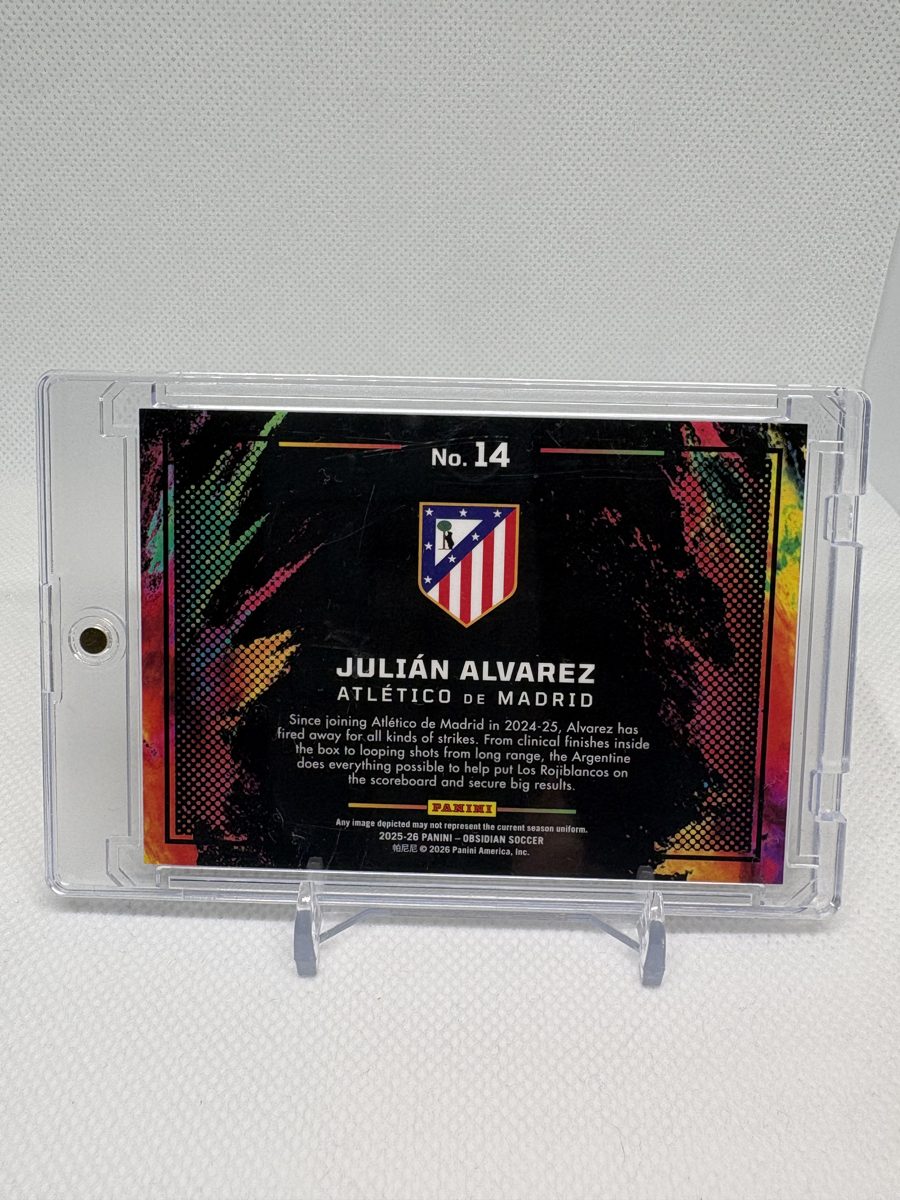 No. 14
JULIÁN ALVAREZ
ATLÉTICO DE MADRID
Since joining Atlético de Madrid in 2024-25, Alvarez has
fired away for all kinds of strikes. From clinical finishes inside
the box to looping shots from long range, the Argentine
does everything possible to help put Los Rojiblancos on
the scoreboard and secure big results.
PANINI
Any image depicted may not represent the current season uniform.
2025-26 PANINI – OBSIDIAN SOCCER
帕尼尼 © 2026 Panini America, Inc.